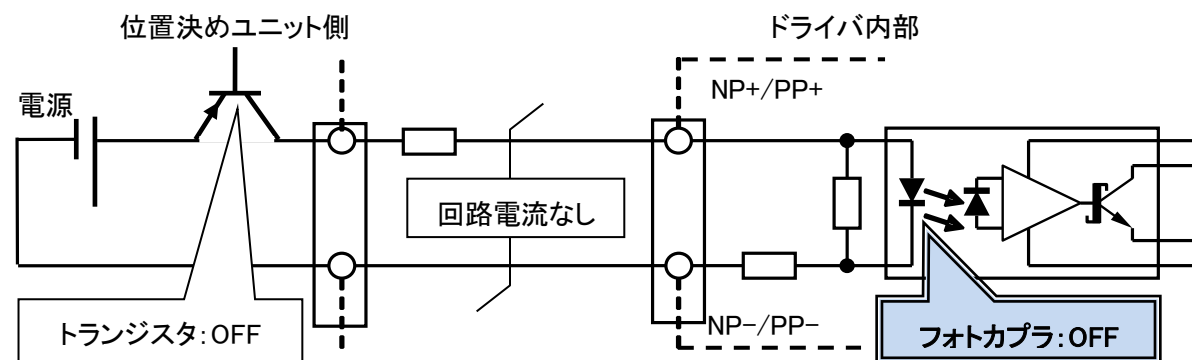 位置決めユニット側
ドライバ内部
電源
NP+/PP+
回路電流なし
トランジスタ:OFF
NP−/PP−
フォトカプラ:OFF